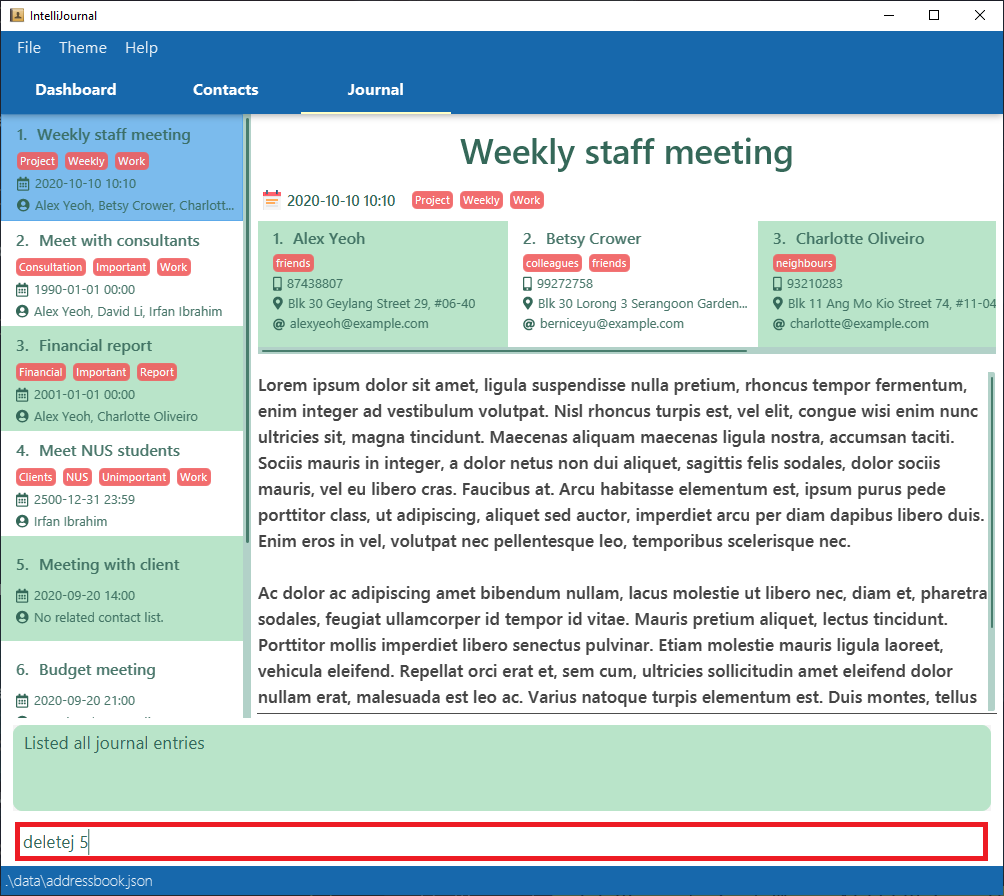 IntelliJournal
File Theme Help
Dashboard Contacts Journal
1. Weekly staff meeting
Project Weekly Work
2020-10-10 10:10
Alex Yeoh, Betsy Crower, Charlott...
2. Meet with consultants
Consultation Important Work
1990-01-01 00:00
Alex Yeoh, David Li, Irfan Ibrahim
3. Financial report
Financial Important Report
2001-01-01 00:00
Alex Yeoh, Charlotte Oliveiro
4. Meet NUS students
Clients NUS Unimportant Work
2500-12-31 23:59
Irfan Ibrahim
5. Meeting with client
2020-09-20 14:00
No related contact list.
6. Budget meeting
2020-09-20 21:00
Weekly staff meeting
2020-10-10 10:10 Project Weekly Work
1. Alex Yeoh
friends
87438807
Blk 30 Geylang Street 29, #06-40
@ alexyeoh@example.com
2. Betsy Crower
colleagues friends
99272758
Blk 30 Lorong 3 Serangoon Garden...
@ berniceyu@example.com
3. Charlotte Oliveiro
neighbours
93210283
Blk 11 Ang Mo Kio Street 74, #11-04
@ charlotte@example.com
Lorem ipsum dolor sit amet, ligula suspendisse nulla pretium, rhoncus tempor fermentum,
enim integer ad vestibulum volutpat. Nisl rhoncus turpis est, vel elit, congue wisi enim nunc
ultricies sit, magna tincidunt. Maecenas aliquam maecenas ligula nostra, accumsan taciti.
Sociis mauris in integer, a dolor netus non dui aliquet, sagittis felis sodales, dolor sociis
mauris, vel eu libero cras. Faucibus at. Arcu habitasse elementum est, ipsum purus pede
porttitor class, ut adipiscing, aliquet sed auctor, imperdiet arcu per diam dapibus libero duis.
Enim eros in vel, volutpat nec pellentesque leo, temporibus scelerisque nec.
Ac dolor ac adipiscing amet bibendum nullam, lacus molestie ut libero nec, diam et, pharetra
sodales, feugiat ullamcorper id tempor id vitae. Mauris pretium aliquet, lectus tincidunt.
Porttitor mollis imperdiet libero senectus pulvinar. Etiam molestie mauris ligula laoreet,
vehicula eleifend. Repellat orci erat et, sem cum, ultricies sollicitudin amet eleifend dolor
nullam erat, malesuada est leo ac. Varius natoque turpis elementum est. Duis montes, tellus
Listed all journal entries
deletej 5
.\data\addressbook.json